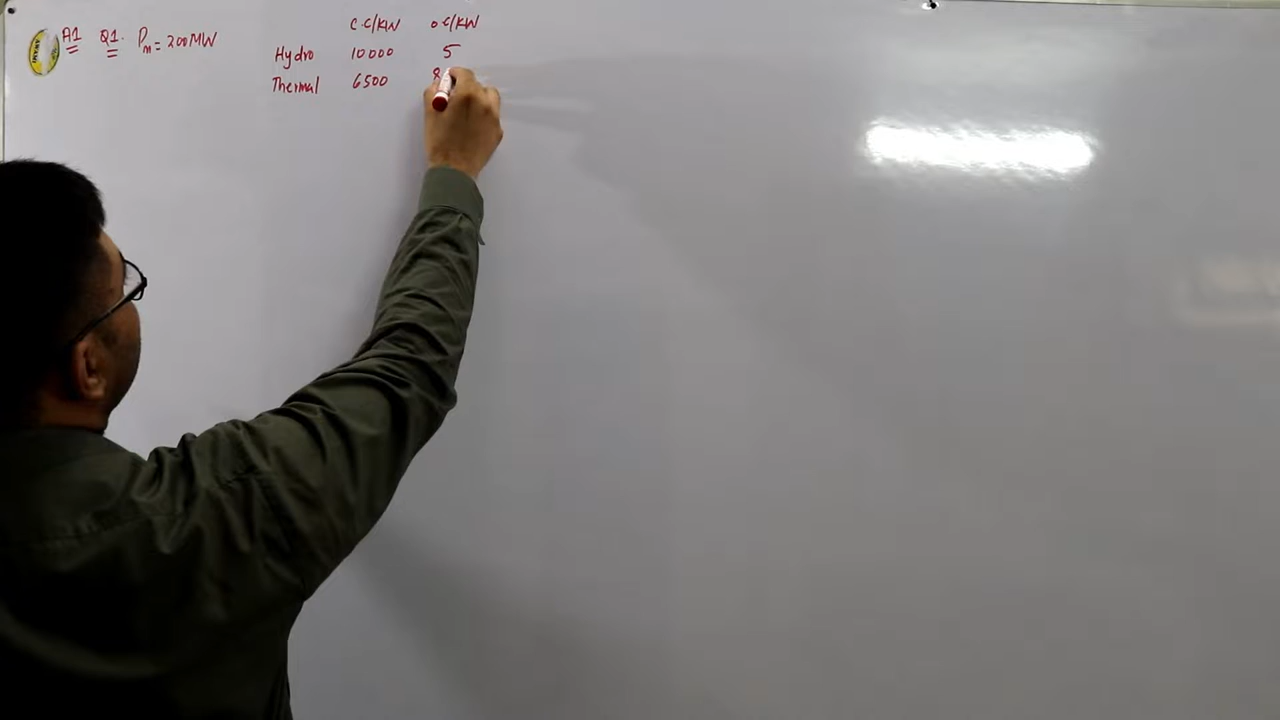 A1 Q1. Pm = 200MW
C.C/KW O.C/KW
Hydro 10000 5
Thermal 6500 8